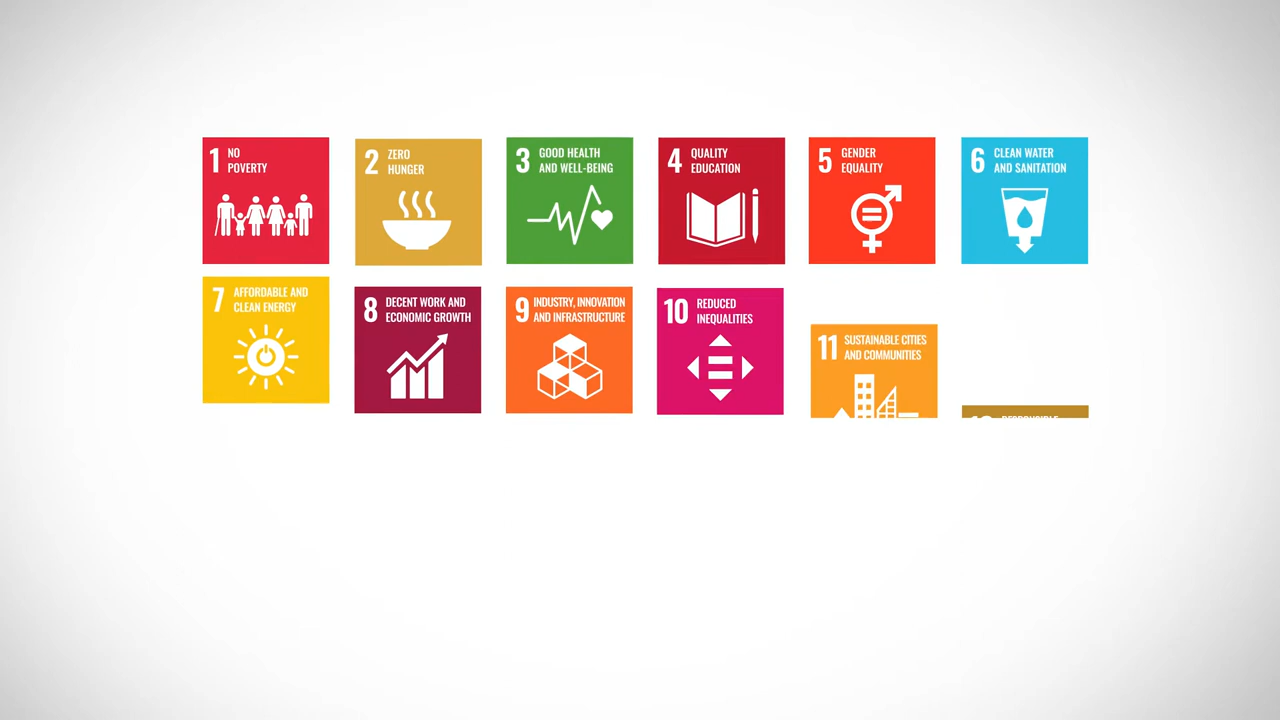 1 NO
POVERTY
2 ZERO
HUNGER
3 GOOD HEALTH
AND WELL-BEING
4 QUALITY
EDUCATION
5 GENDER
EQUALITY
6 CLEAN WATER
AND SANITATION
7 AFFORDABLE AND
CLEAN ENERGY
8 DECENT WORK AND
ECONOMIC GROWTH
9 INDUSTRY, INNOVATION
AND INFRASTRUCTURE
10 REDUCED
INEQUALITIES
11 SUSTAINABLE CITIES
AND COMMUNITIES